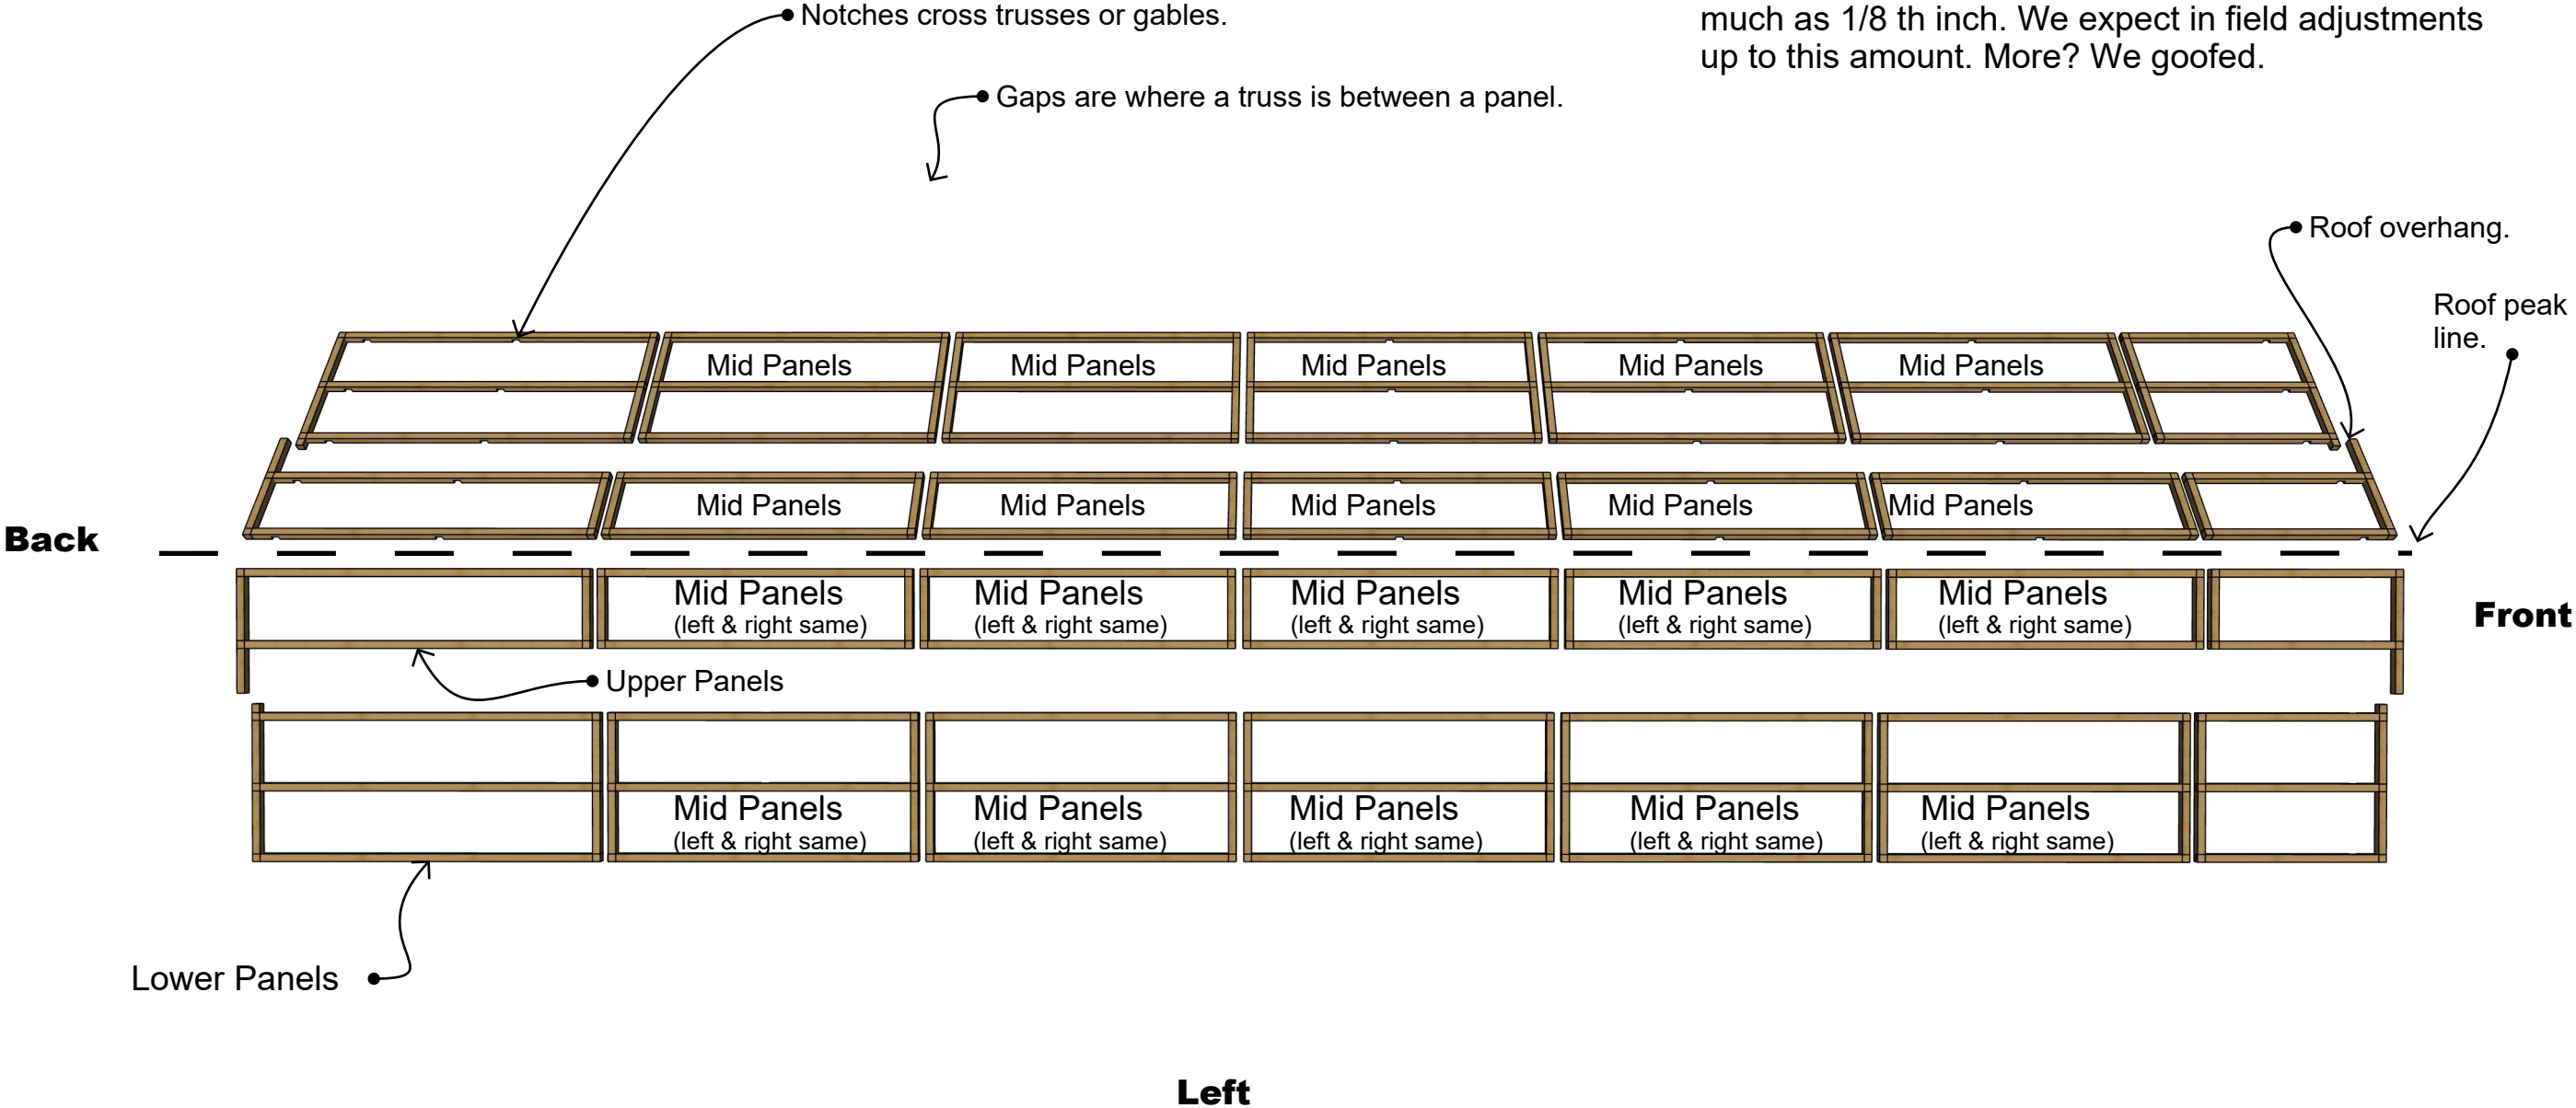 Notches cross trusses or gables.
much as 1/8 th inch. We expect in field adjustments
up to this amount. More? We goofed.
Gaps are where a truss is between a panel.
Roof overhang.
Roof peak
line.
Mid Panels
Mid Panels
Mid Panels
Mid Panels
Mid Panels
Mid Panels
Mid Panels
Mid Panels
Mid Panels
Mid Panels
Back
Mid Panels
(left & right same)
Mid Panels
(left & right same)
Mid Panels
(left & right same)
Mid Panels
(left & right same)
Mid Panels
(left & right same)
Front
Upper Panels
Mid Panels
(left & right same)
Mid Panels
(left & right same)
Mid Panels
(left & right same)
Mid Panels
(left & right same)
Mid Panels
(left & right same)
Lower Panels
Left